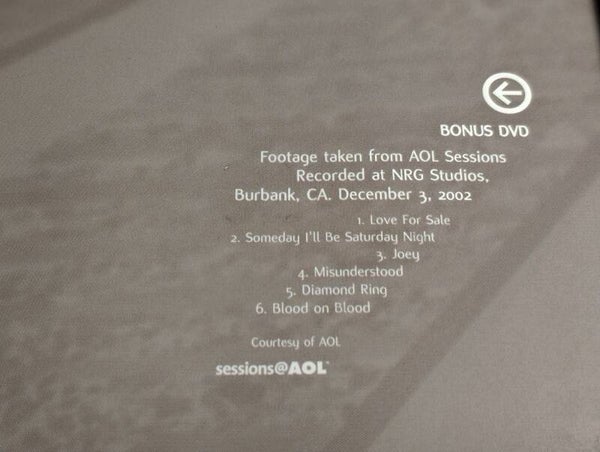 BONUS DVD
Footage taken from AOL Sessions
Recorded at NRG Studios,
Burbank, CA. December 3, 2002
1. Love For Sale
2. Someday I'll Be Saturday Night
3. Joey
4. Misunderstood
5. Diamond Ring
6. Blood on Blood
Courtesy of AOL
sessions@AOL